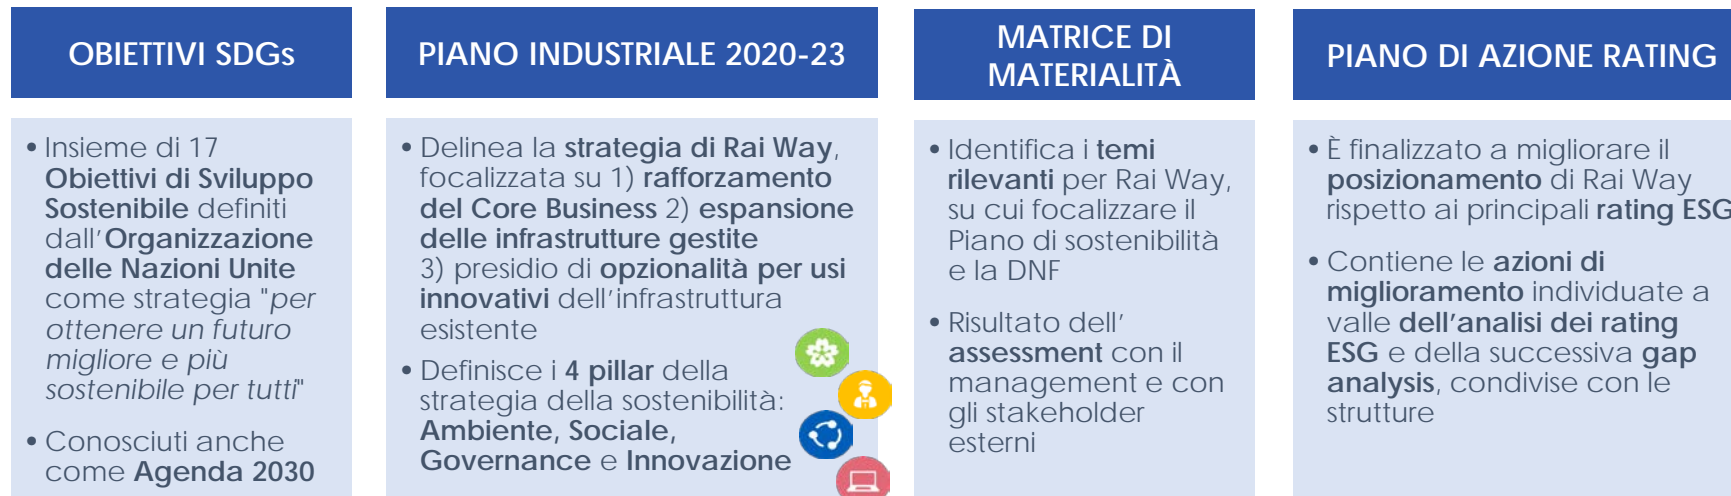 OBIETTIVI SDGs
• Insieme di 17
Obiettivi di Sviluppo
Sostenibile definiti
dall’Organizzazione
delle Nazioni Unite
come strategia "per
ottenere un futuro
migliore e più
sostenibile per tutti"
• Conosciuti anche
come Agenda 2030
PIANO INDUSTRIALE 2020-23
• Delinea la strategia di Rai Way,
focalizzata su 1) rafforzamento
del Core Business 2) espansione
delle infrastrutture gestite
3) presidio di opzionalità per usi
innovativi dell’infrastruttura
esistente
• Definisce i 4 pillar della
strategia della sostenibilità:
Ambiente, Sociale,
Governance e Innovazione
MATRICE DI
MATERIALITÀ
• Identifica i temi
rilevanti per Rai Way,
su cui focalizzare il
Piano di sostenibilità
e la DNF
• Risultato dell’
assessment con il
management e con
gli stakeholder
esterni
PIANO DI AZIONE RATING
• È finalizzato a migliorare il
posizionamento di Rai Way
rispetto ai principali rating ESG
• Contiene le azioni di
miglioramento individuate a
valle dell’analisi dei rating
ESG e della successiva gap
analysis, condivise con le
strutture